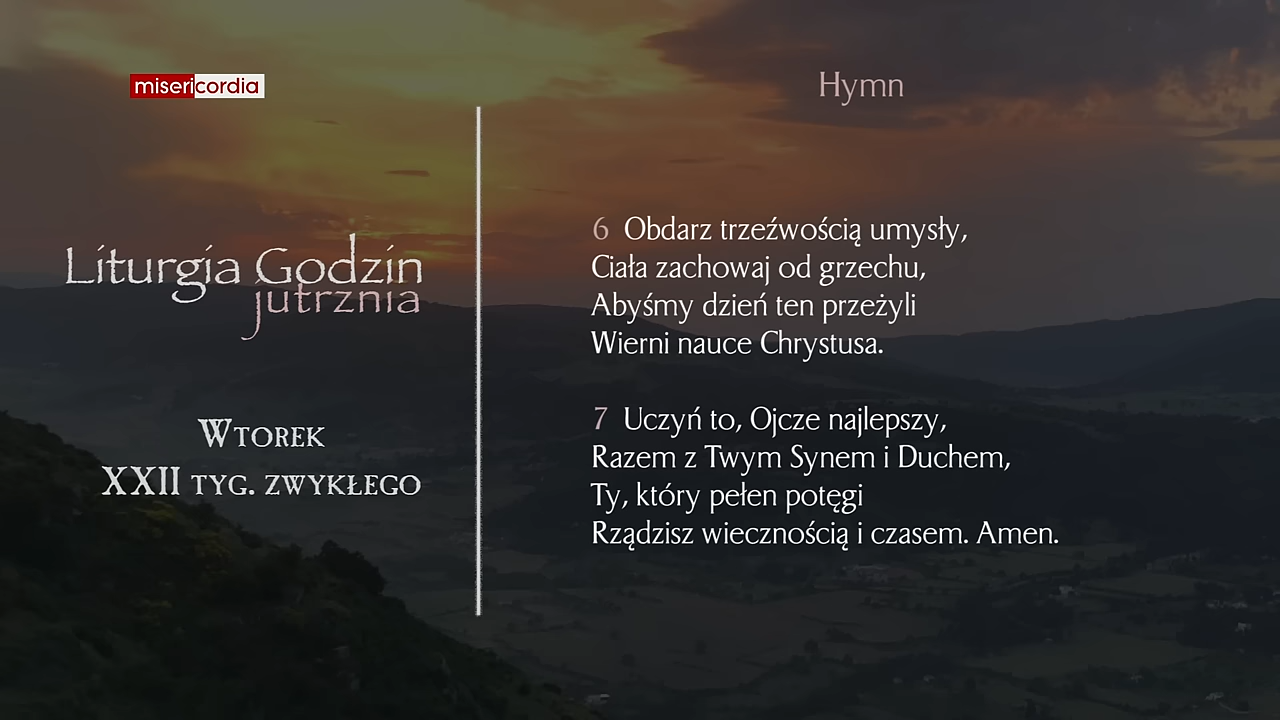 misericordia
Liturgia Godzin
jutrznia
Wtorek
XXII tyg. zwykłego
Hymn
6 Obdarz trzeźwością umysły,
Ciała zachowaj od grzechu,
Abyśmy dzień ten przeżyli
Wierni nauce Chrystusa.
7 Uczyń to, Ojcze najlepszy,
Razem z Twym Synem i Duchem,
Ty, który pełen potęgi
Rządzisz wiecznością i czasem. Amen.